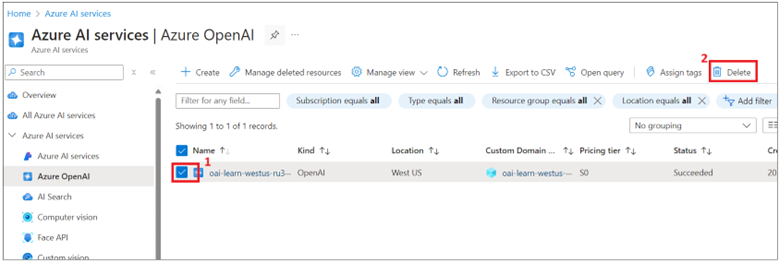 Home > Azure AI services >
Azure AI services | Azure OpenAI
Azure AI services
Search
Create
Manage deleted resources
Manage view
Refresh
Export to CSV
Open query
Assign tags
2
Delete
Overview
All Azure AI services
Azure AI services
Azure AI services
Azure OpenAI
AI Search
Computer vision
Face API
Custom vision
Filter for any field...
Subscription equals all
Type equals all
Resource group equals all
Location equals all
Add filter
Showing 1 to 1 of 1 records.
No grouping
Name
Kind
Location
Custom Domain ...
Pricing tier
Status
1
oai-learn-westus-ru3...
OpenAI
West US
oai-learn-westus-...
S0
Succeeded
20